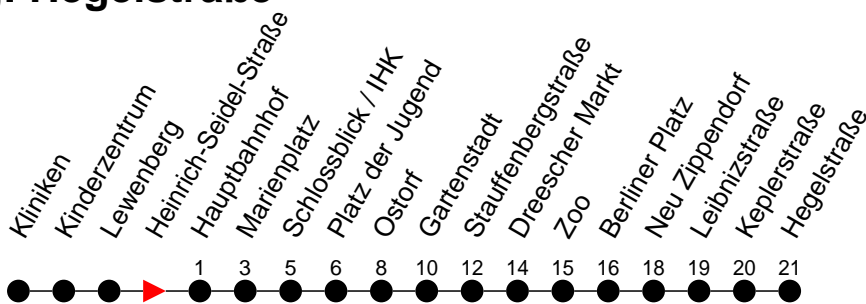 Hegelstraße
Kliniken
Kinderzentrum
Lewenberg
Heinrich-Seidel-Straße
Hauptbahnhof
Marienplatz
Schlossblick / IHK
Platz der Jugend
Ostorf
Gartenstadt
Stauffenbergstraße
Dreescher Markt
Zoo
Berliner Platz
Neu Zippendorf
Leibnizstraße
Keplerstraße
Hegelstraße
1 3 5 6 8 10 12 14 15 16 18 19 20 21